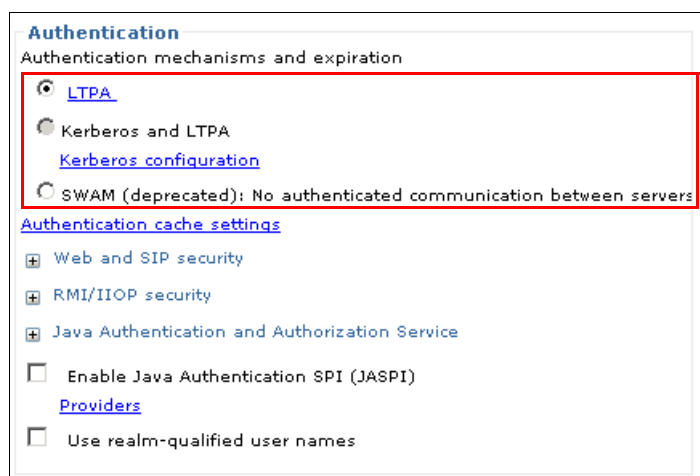 Authentication
Authentication mechanisms and expiration
LTPA
Kerberos and LTPA
Kerberos configuration
SWAM (deprecated): No authenticated communication between servers
Authentication cache settings
Web and SIP security
RMI/IIOP security
Java Authentication and Authorization Service
Enable Java Authentication SPI (JASPI)
Providers
Use realm-qualified user names